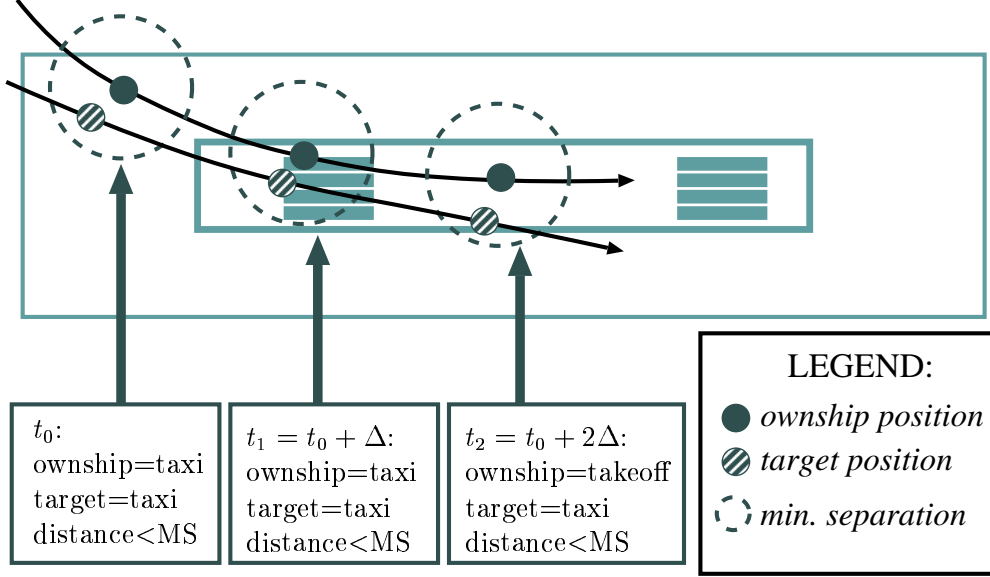 t₀:
ownship=taxi
target=taxi
distance<MS
t₁ = t₀ + Δ:
ownship=taxi
target=taxi
distance<MS
t₂ = t₀ + 2Δ:
ownship=takeoff
target=taxi
distance<MS
LEGEND:
ownship position
target position
min. separation